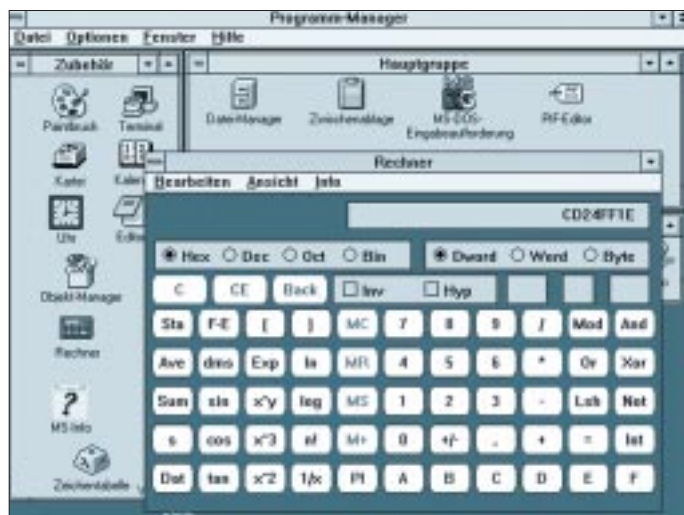 Programm-Manager
Datei Optionen Fenster Hilfe
Zubehör
Hauptgruppe
Paintbrush Terminal
Datei-Manager Zwischenablage MS-DOS-Eingabeaufforderung PIF-Editor
Kartei
Uhr
Objekt-Manager
Rechner
MS Info
Zeichentabelle
Rechner
Bearbeiten Ansicht Info
CD24FF1E
Hex Dec Oct Bin Dword Word Byte
C CE Back Inv Hyp
Sta F-E [ ] MC 7 8 9 / Mod And
Ave dms Exp ln MR 4 5 6 * Or Xor
Sum sin x^y log MS 1 2 3 - Lsh Not
s cos x^3 n! M+ 0 +/- , + = Int
Dat tan x^2 1/x PI A B C D E F